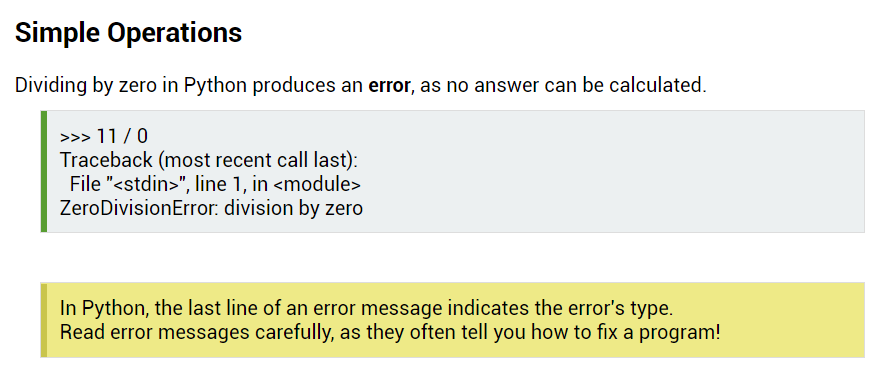 Simple Operations
Dividing by zero in Python produces an error, as no answer can be calculated.
>>> 11 / 0
Traceback (most recent call last):
  File "<stdin>", line 1, in <module>
ZeroDivisionError: division by zero
In Python, the last line of an error message indicates the error's type.
Read error messages carefully, as they often tell you how to fix a program!